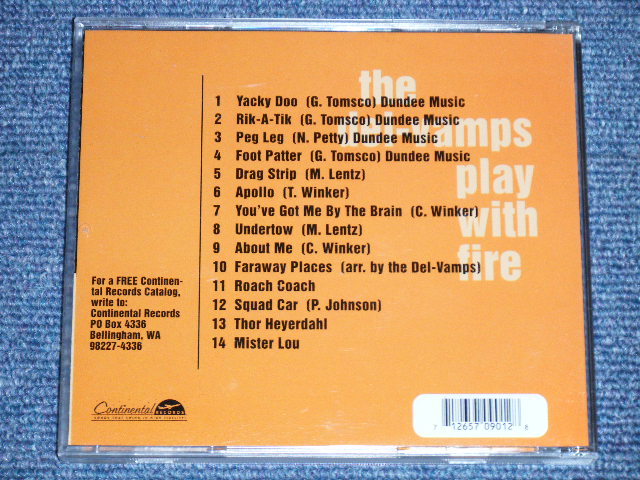 the
del-vamps
play
with
fire
1 Yacky Doo (G. Tomsco) Dundee Music
2 Rik-A-Tik (G. Tomsco) Dundee Music
3 Peg Leg (N. Petty) Dundee Music
4 Foot Patter (G. Tomsco) Dundee Music
5 Drag Strip (M. Lentz)
6 Apollo (T. Winker)
7 You've Got Me By The Brain (C. Winker)
8 Undertow (M. Lentz)
9 About Me (C. Winker)
10 Faraway Places (arr. by the Del-Vamps)
11 Roach Coach
12 Squad Car (P. Johnson)
13 Thor Heyerdahl
14 Mister Lou
For a FREE Continen-
tal Records Catalog,
write to:
Continental Records
PO Box 4336
Bellingham, WA
98227-4336
Continental
RECORDS
7 12657 09012 8